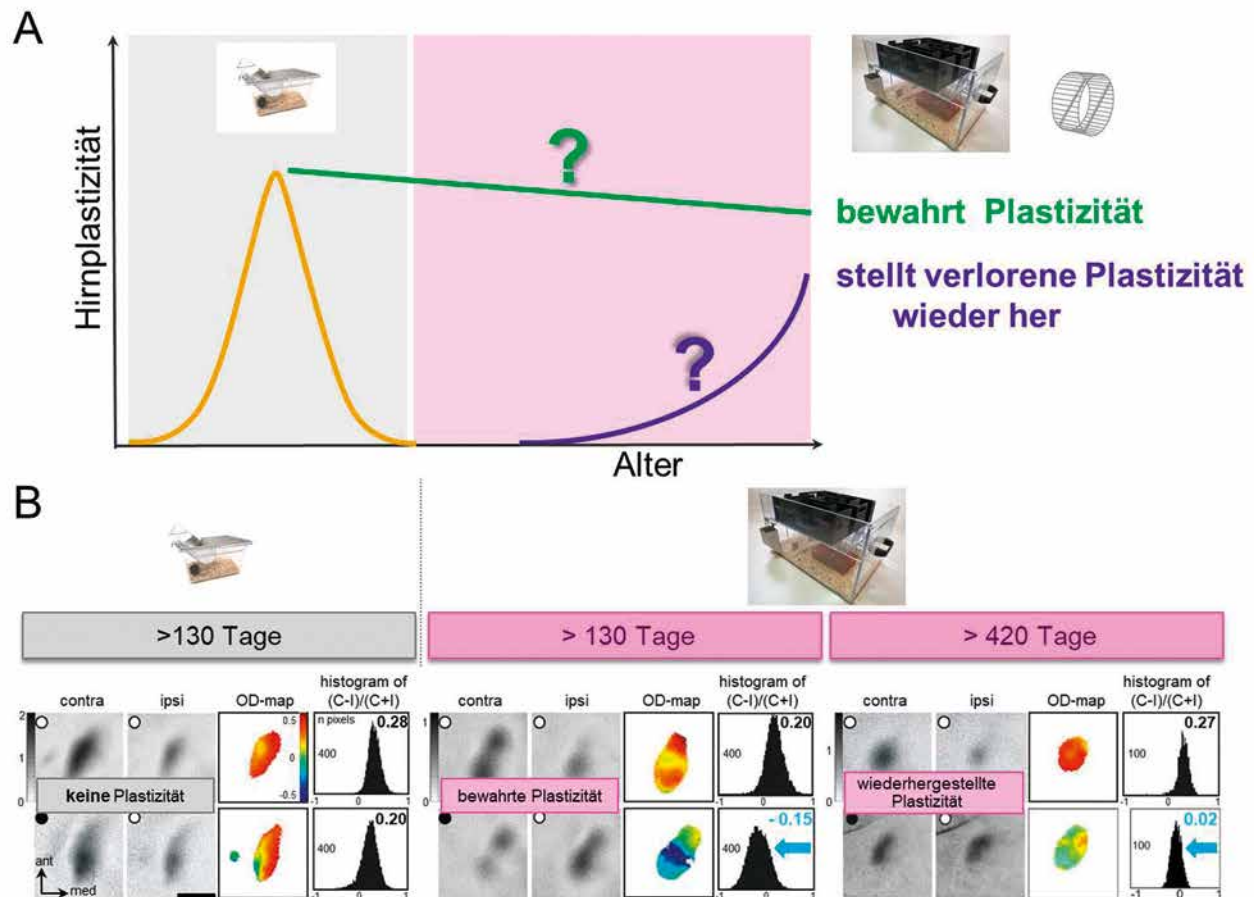 A
Hirnplastizität
?
?
bewahrt Plastizität
stellt verlorene Plastizität
wieder her
Alter
B
>130 Tage
> 130 Tage
> 420 Tage
contra
ipsi
OD-map
histogram of
(C-I)/(C+I)
contra
ipsi
OD-map
histogram of
(C-I)/(C+I)
contra
ipsi
OD-map
histogram of
(C-I)/(C+I)
2
1
0
0.5
-0.5
n pixels
0.28
400
-1 0 1
1
0.20
400
-1 0 1
1
0.27
100
-1 0 1
keine Plastizität
bewahrte Plastizität
wiederhergestellte
Plastizität
ant
med
0.20
400
-1 0 1
- 0.15
400
-1 0 1
0.02
100
-1 0 1